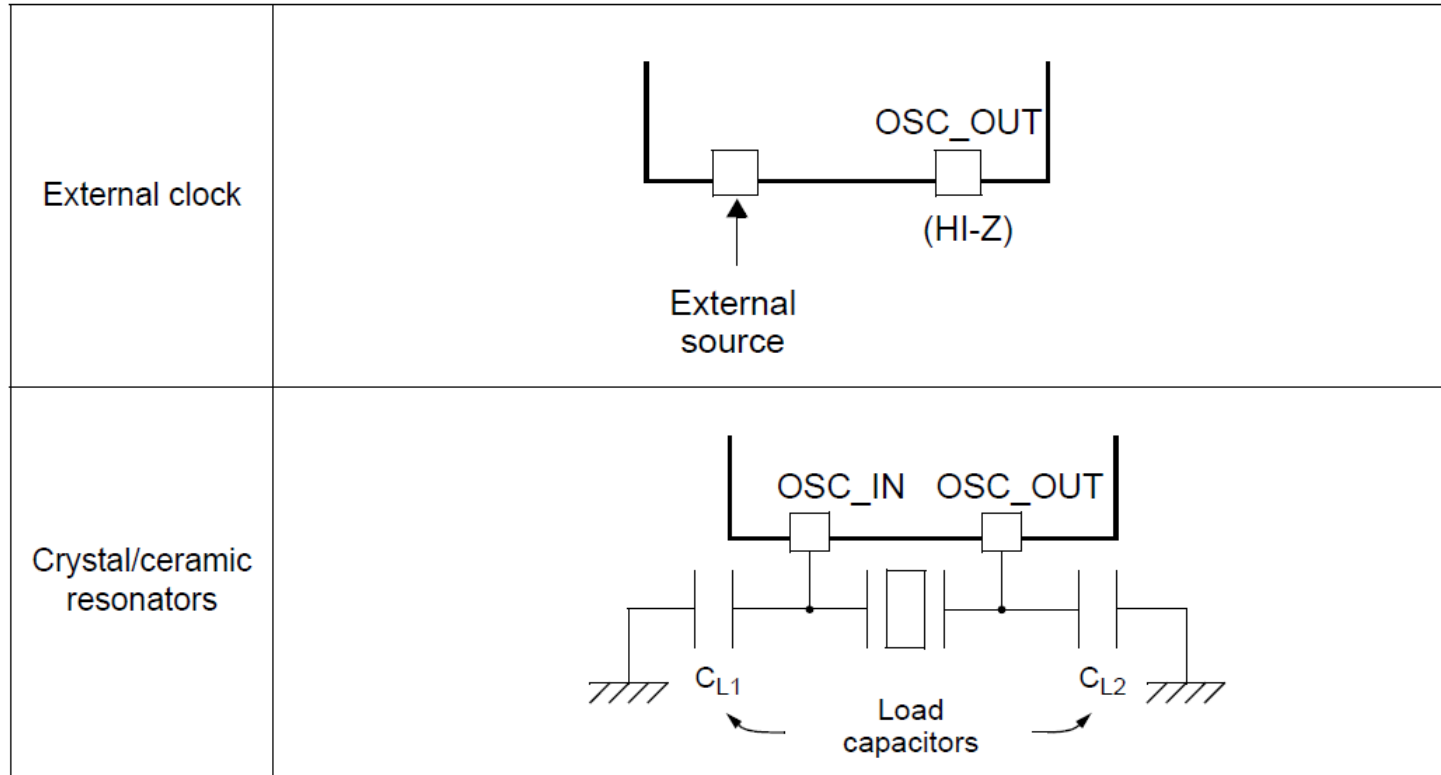 External clock
OSC_OUT
(HI-Z)
External
source
Crystal/ceramic
resonators
OSC_IN OSC_OUT
CL1
CL2
Load
capacitors